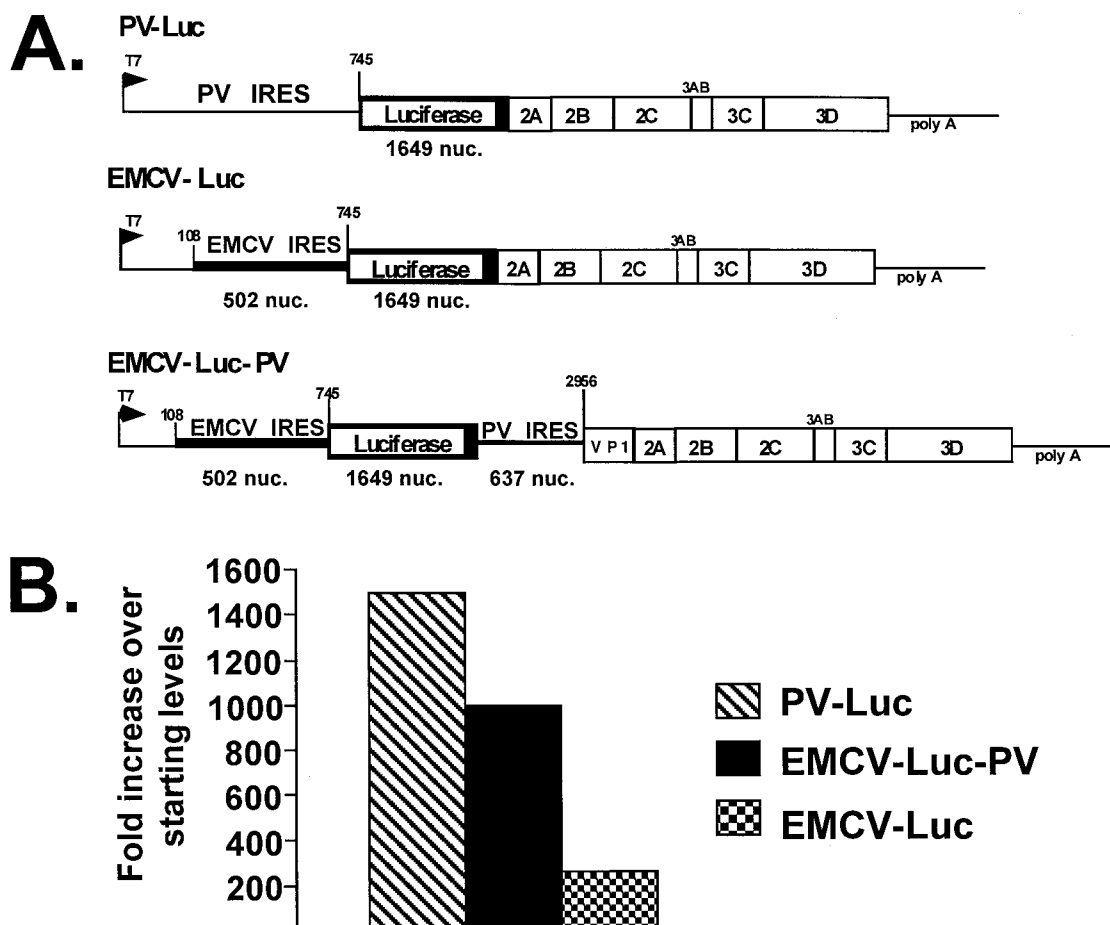 A.
PV-Luc
T7
745
PV IRES
3AB
Luciferase 2A 2B 2C 3C 3D
poly A
1649 nuc.
EMCV-Luc
T7
108
745
EMCV IRES
3AB
Luciferase 2A 2B 2C 3C 3D
poly A
502 nuc. 1649 nuc.
EMCV-Luc-PV
T7
108
745
2956
EMCV IRES
PV IRES
3AB
Luciferase VP1 2A 2B 2C 3C 3D
poly A
502 nuc. 1649 nuc. 637 nuc.
B.
Fold increase over
starting levels
1600
1400
1200
1000
800
600
400
200
PV-Luc
EMCV-Luc-PV
EMCV-Luc